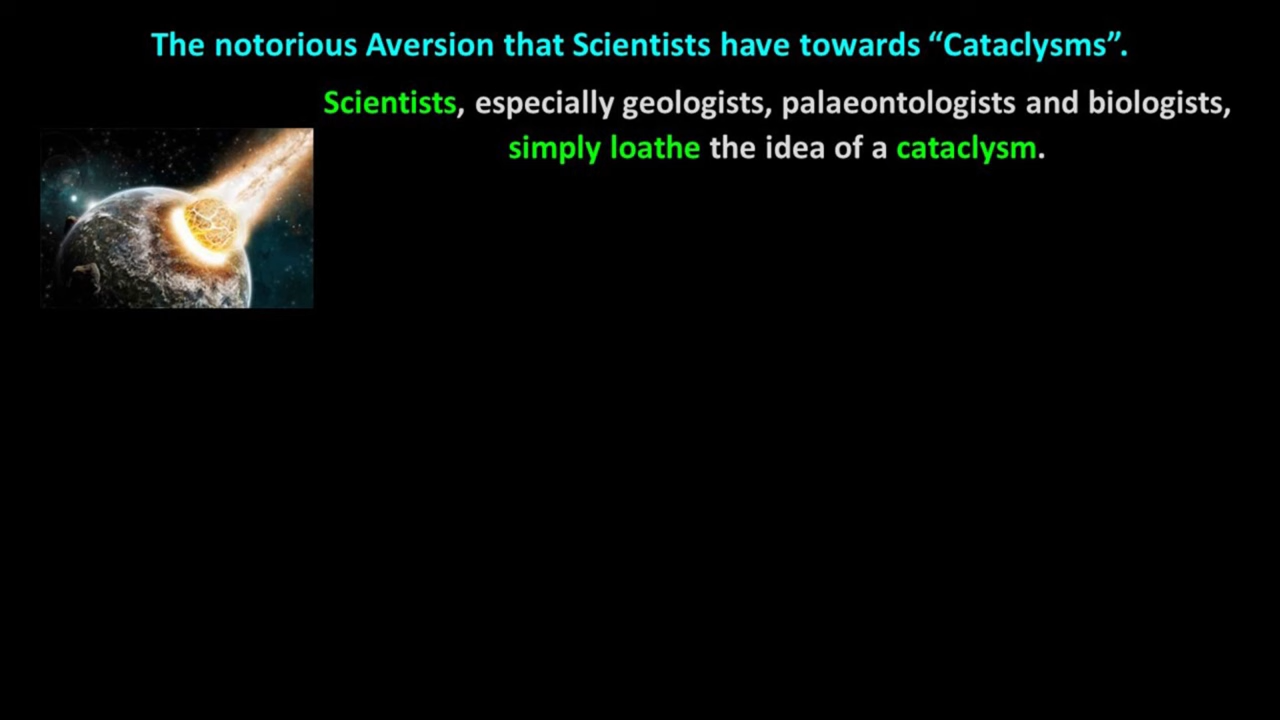 The notorious Aversion that Scientists have towards “Cataclysms”.
Scientists, especially geologists, palaeontologists and biologists,
simply loathe the idea of a cataclysm.